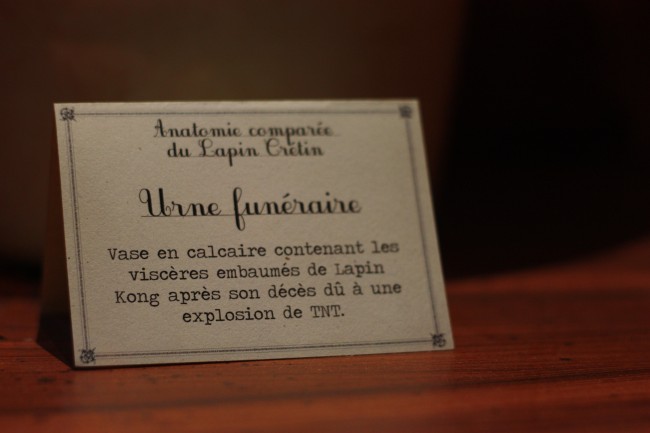 Anatomie comparée
du Lapin Crétin
Urne funéraire
Vase en calcaire contenant les
viscères embaumés de Lapin
Kong après son décès dû à une
explosion de TNT.